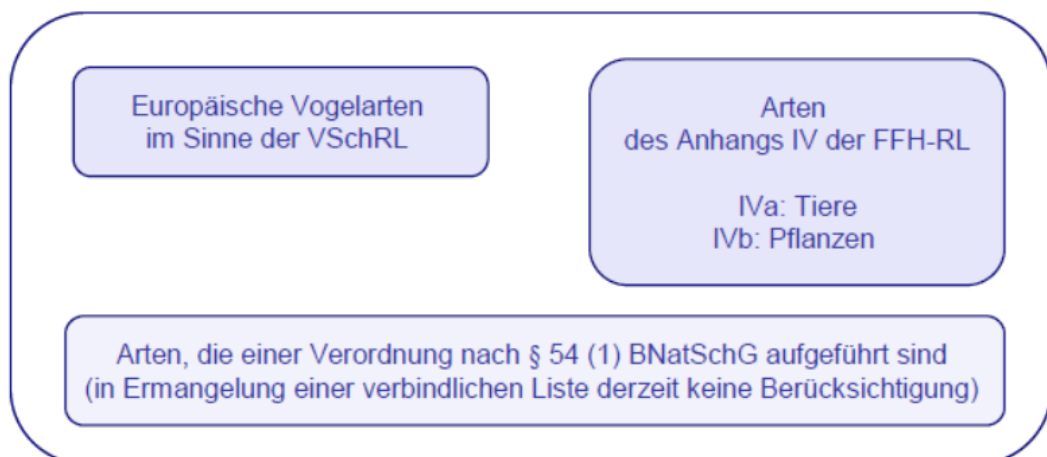 Europäische Vogelarten
im Sinne der VSchRL
Arten
des Anhangs IV der FFH-RL
IVa: Tiere
IVb: Pflanzen
Arten, die einer Verordnung nach § 54 (1) BNatSchG aufgeführt sind
(in Ermangelung einer verbindlichen Liste derzeit keine Berücksichtigung)